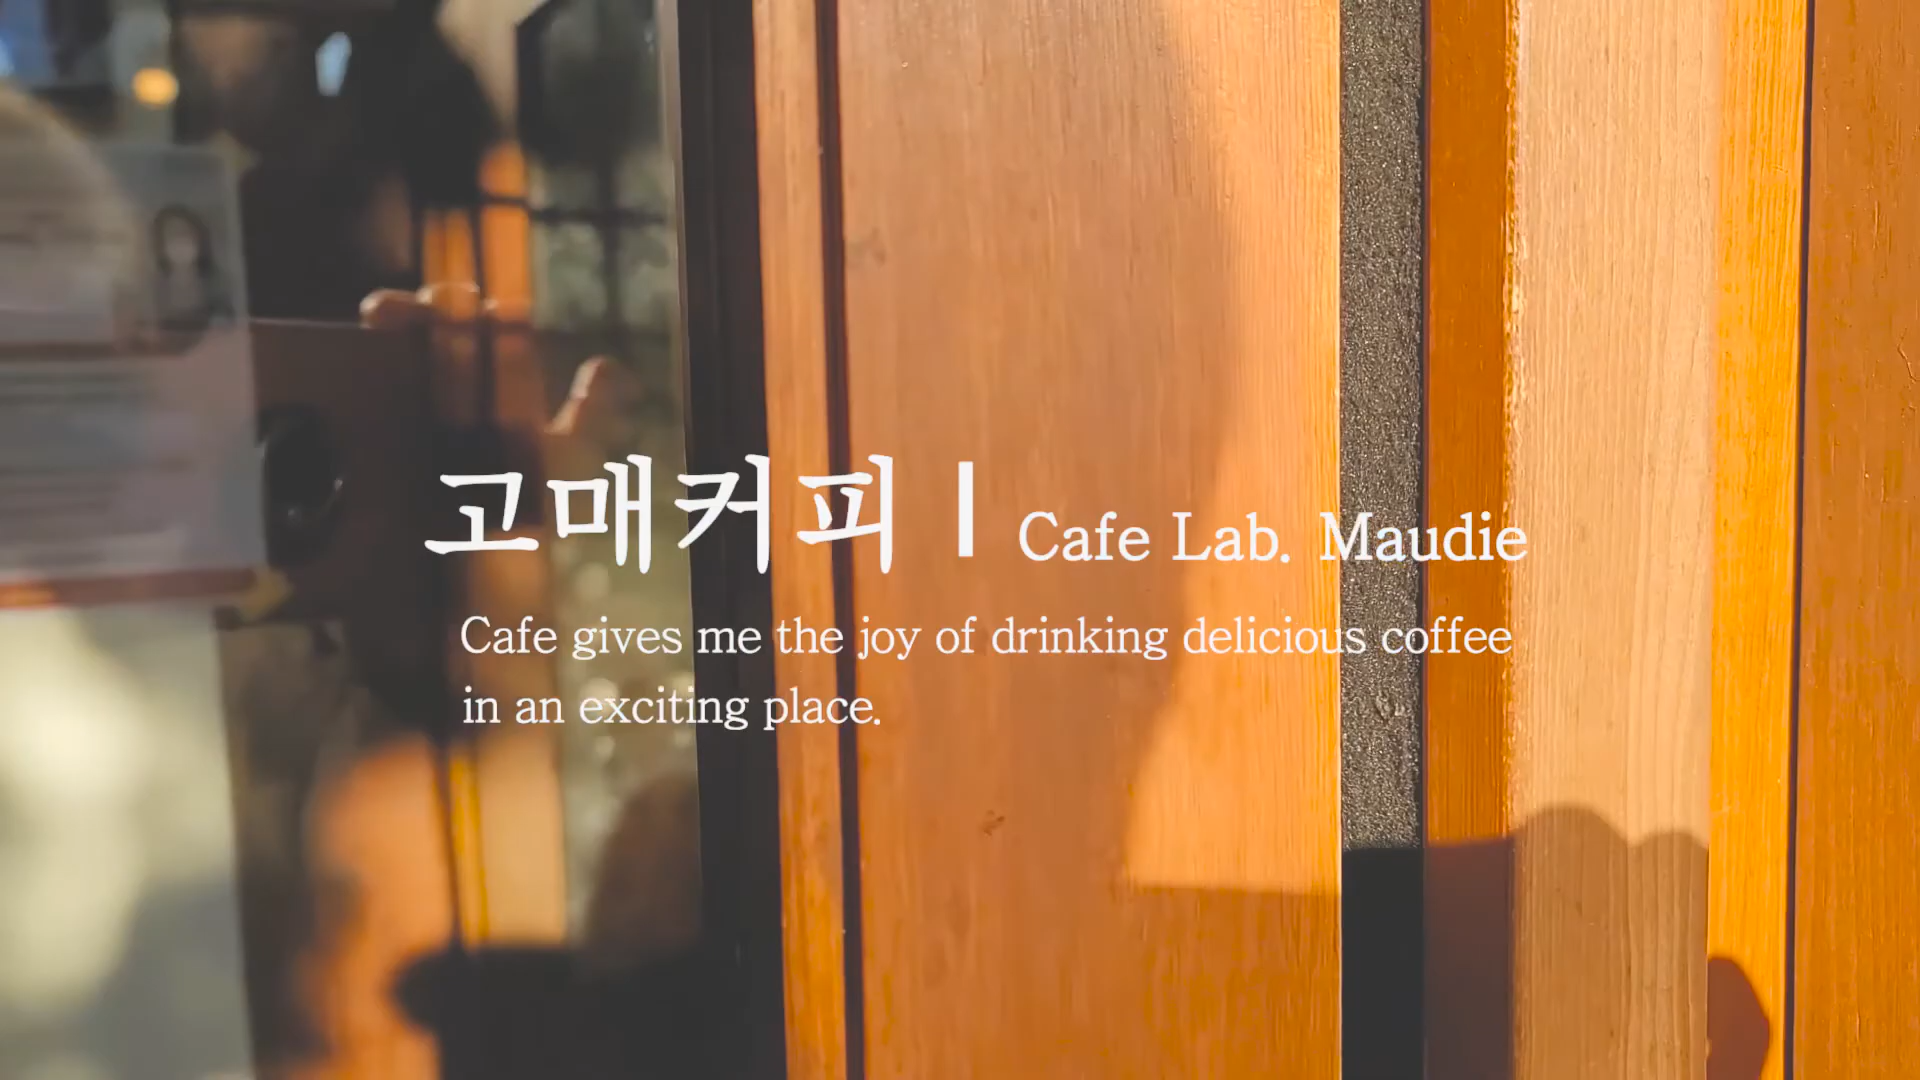 고매커피 | Cafe Lab. Maudie
Cafe gives me the joy of drinking delicious coffee
in an exciting place.